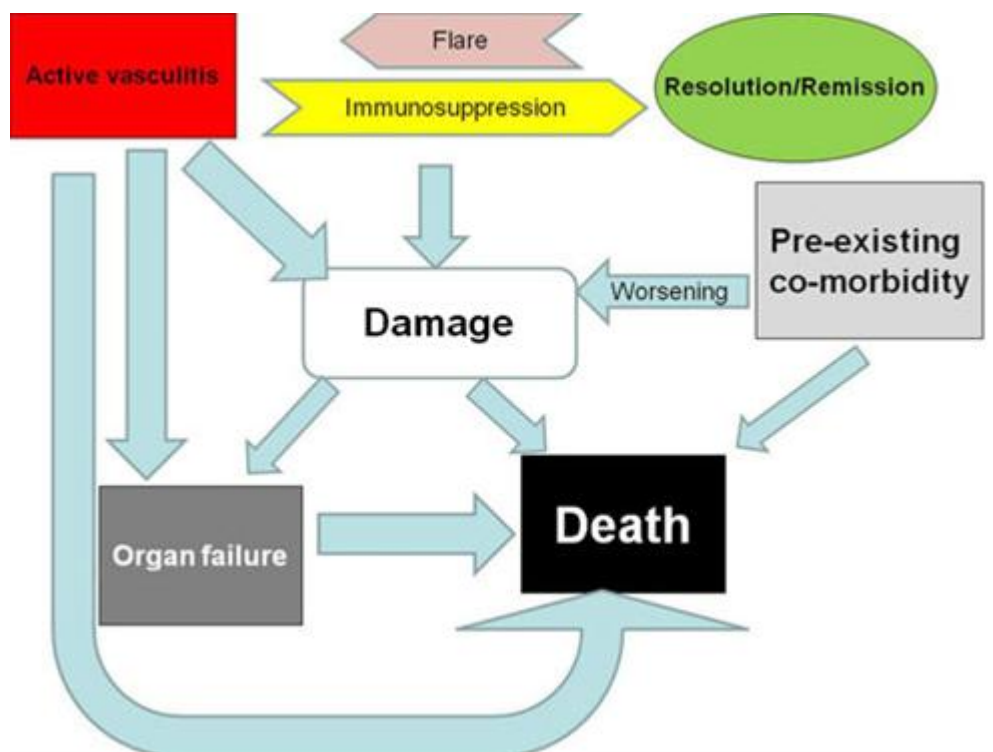 Flare
Active vasculitis
Immunosuppression
Resolution/Remission
Pre-existing
co-morbidity
Worsening
Damage
Organ failure
Death